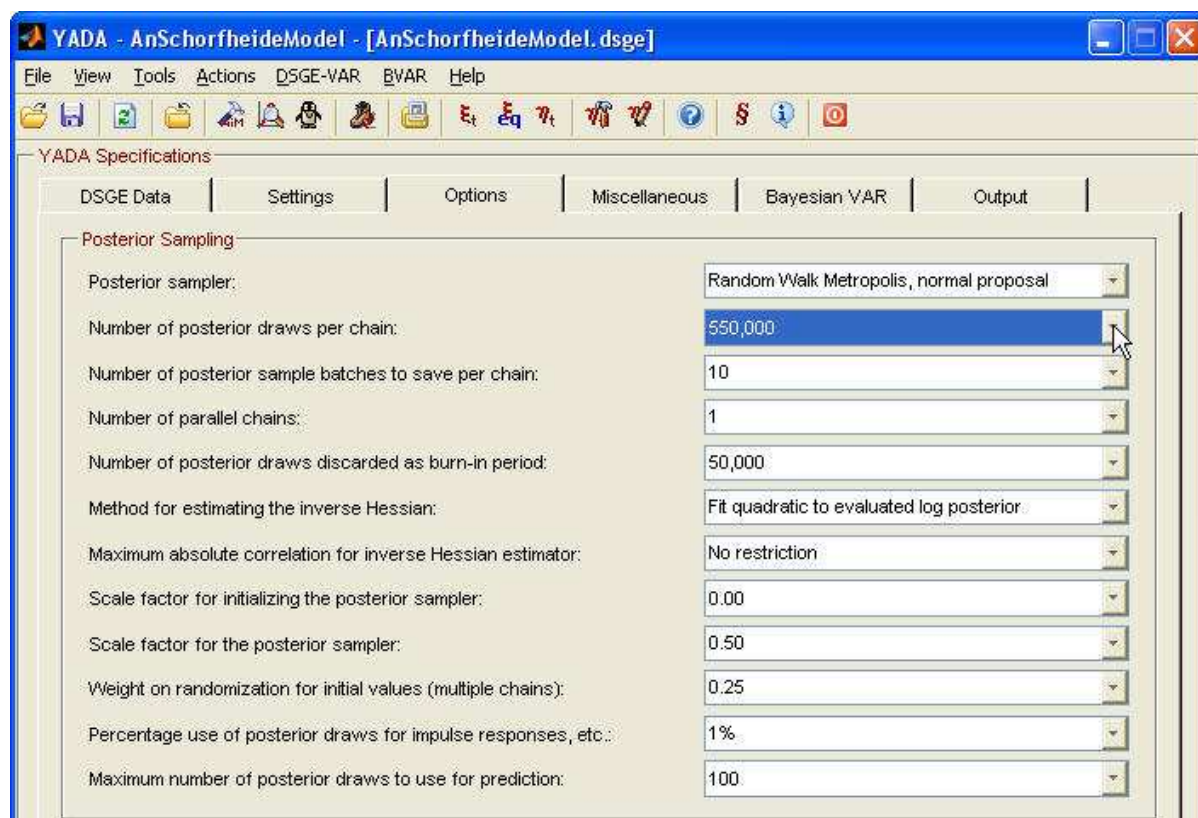 YADA - AnSchorfheideModel - [AnSchorfheideModel.dsge]
File View Tools Actions DSGE-VAR BVAR Help
YADA Specifications
DSGE Data Settings Options Miscellaneous Bayesian VAR Output
Posterior Sampling
Posterior sampler: Random Walk Metropolis, normal proposal
Number of posterior draws per chain: 550,000
Number of posterior sample batches to save per chain: 10
Number of parallel chains: 1
Number of posterior draws discarded as burn-in period: 50,000
Method for estimating the inverse Hessian: Fit quadratic to evaluated log posterior
Maximum absolute correlation for inverse Hessian estimator: No restriction
Scale factor for initializing the posterior sampler: 0.00
Scale factor for the posterior sampler: 0.50
Weight on randomization for initial values (multiple chains): 0.25
Percentage use of posterior draws for impulse responses, etc.: 1%
Maximum number of posterior draws to use for prediction: 100